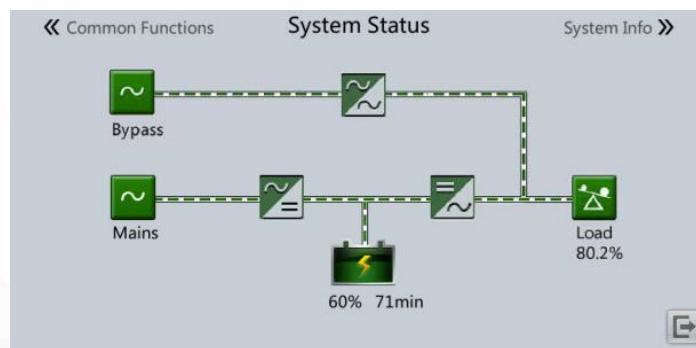 « Common Functions
System Status
System Info »
Bypass
Mains
Load
80.2%
60% 71min